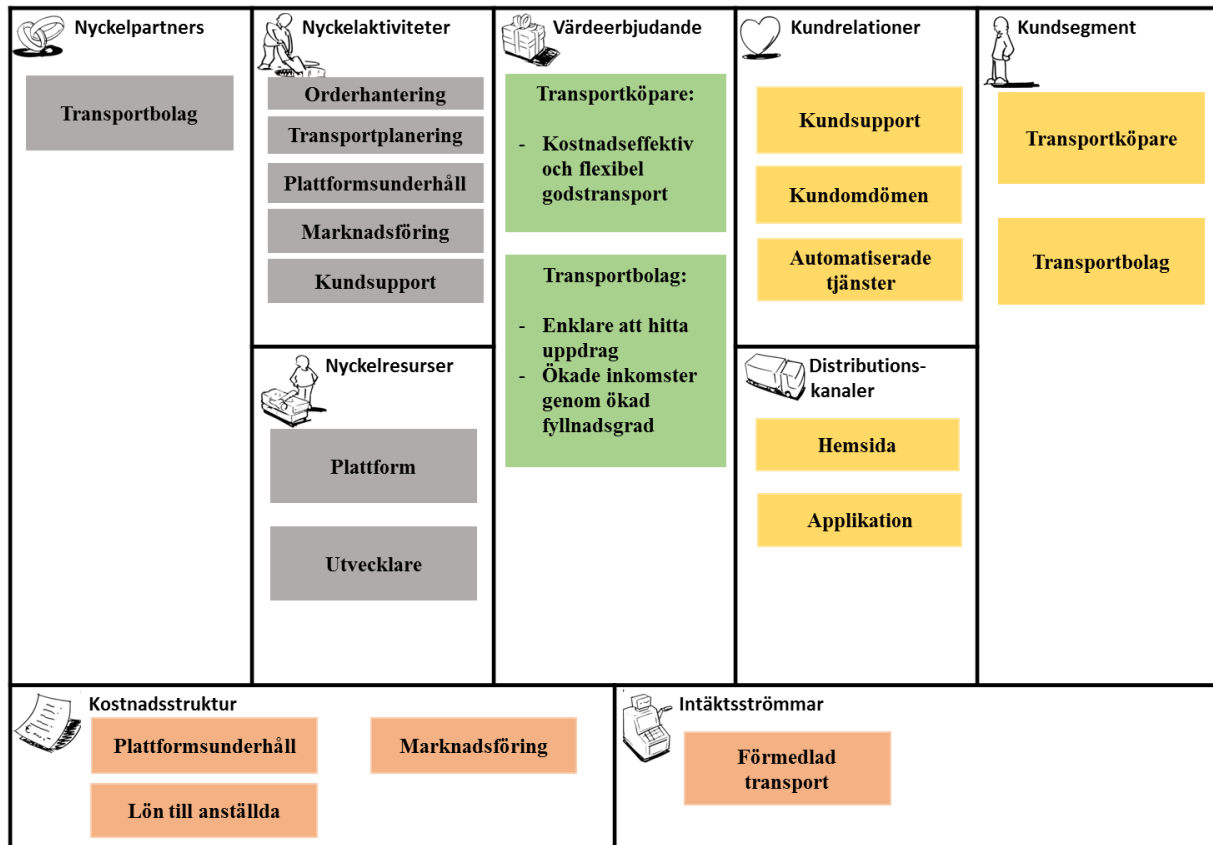 Nyckelpartners
Transportbolag
Nyckelaktiviteter
Orderhantering
Transportplanering
Plattformsunderhåll
Marknadsföring
Kundsupport
Nyckelresurser
Plattform
Utvecklare
Värdeerbjudande
Transportköpare:
- Kostnadseffektiv
och flexibel
godstransport
Transportbolag:
- Enklare att hitta
uppdrag
- Ökade inkomster
genom ökad
fyllnadsgrad
Kundrelationer
Kundsupport
Kundomdömen
Automatiserade
tjänster
Distributions-
kanaler
Hemsida
Applikation
Kundsegment
Transportköpare
Transportbolag
Kostnadsstruktur
Plattformsunderhåll
Marknadsföring
Lön till anställda
Intäktsströmmar
Förmedlad
transport